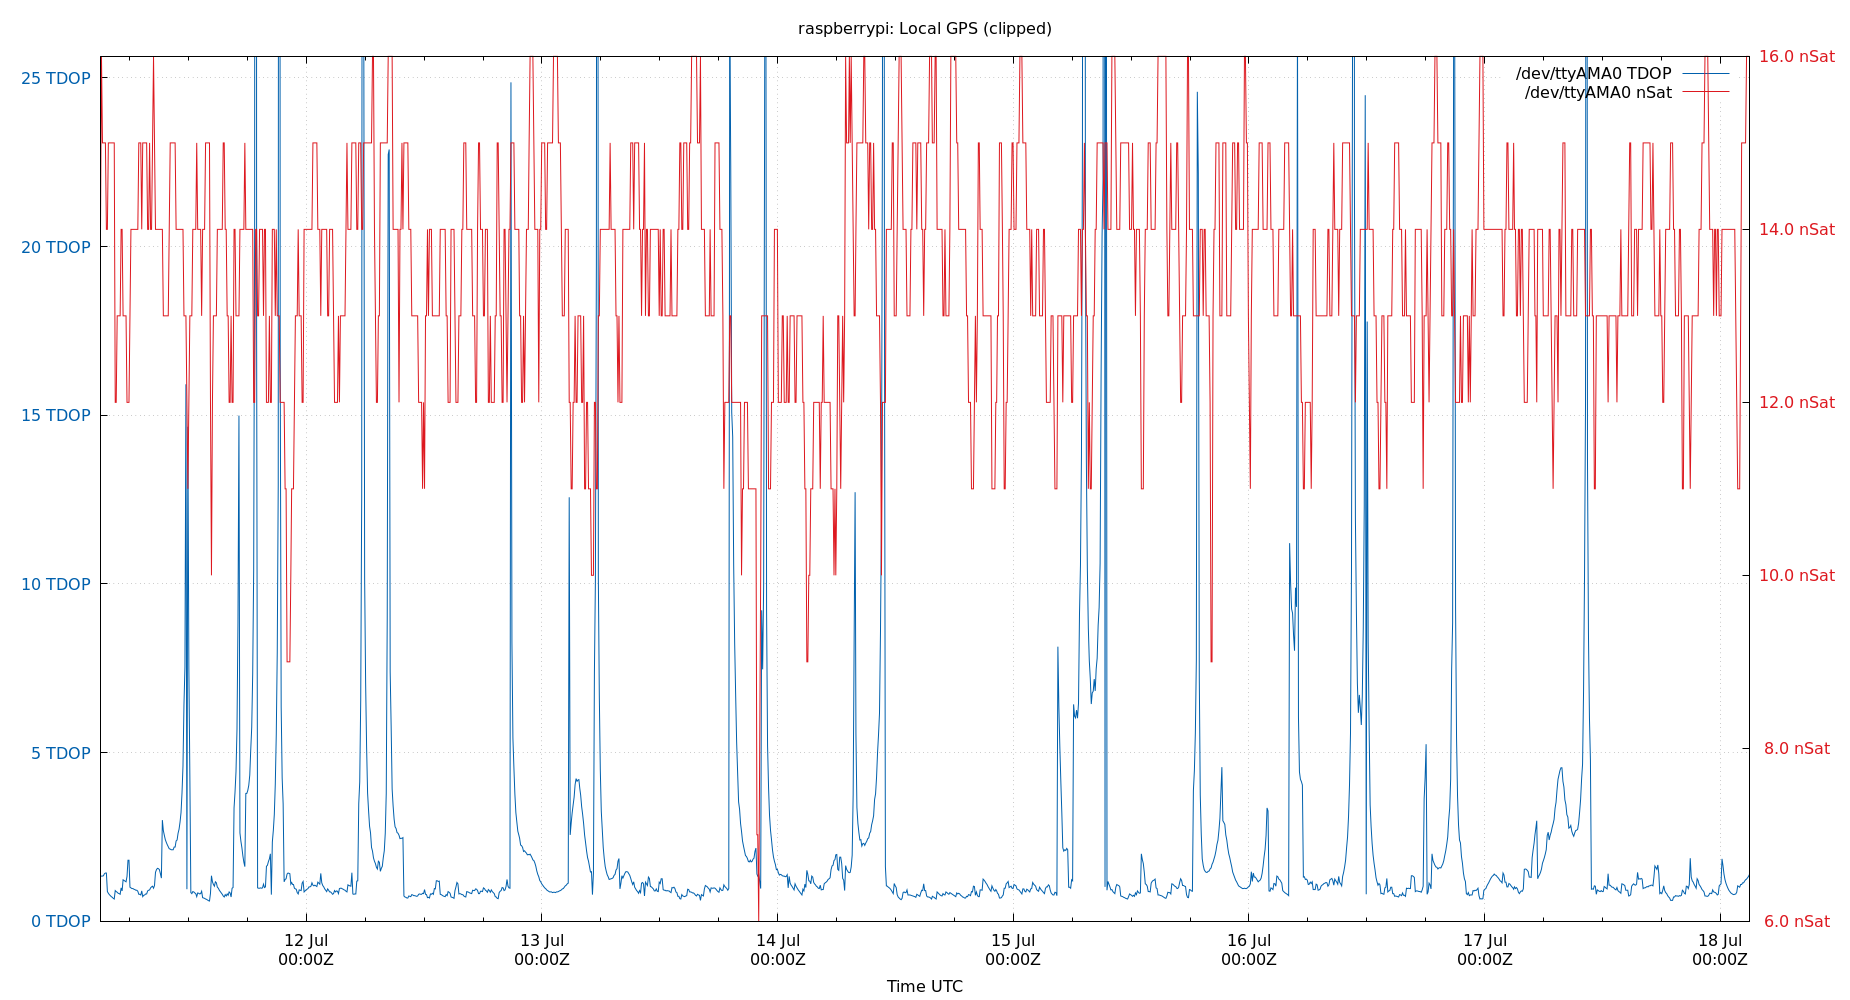 raspberrypi: Local GPS (clipped)
25 TDOP
20 TDOP
15 TDOP
10 TDOP
5 TDOP
0 TDOP
16.0 nSat
14.0 nSat
12.0 nSat
10.0 nSat
8.0 nSat
6.0 nSat
/dev/ttyAMA0 TDOP
/dev/ttyAMA0 nSat
12 Jul
00:00Z
13 Jul
00:00Z
14 Jul
00:00Z
15 Jul
00:00Z
16 Jul
00:00Z
17 Jul
00:00Z
18 Jul
00:00Z
Time UTC